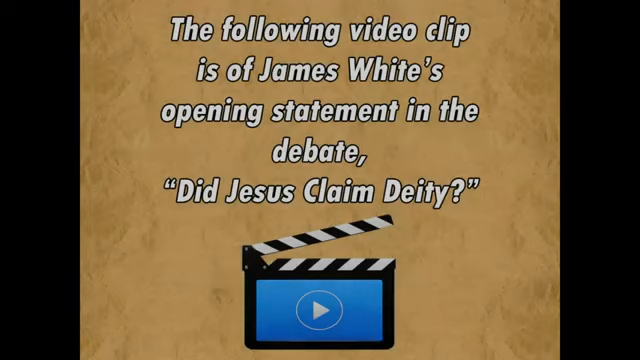 The following video clip
is of James White's
opening statement in the
debate,
"Did Jesus Claim Deity?"